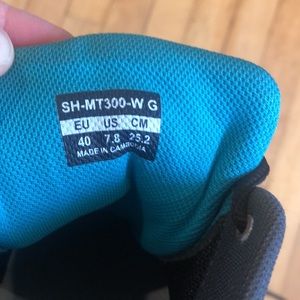 SH-MT300-W G
EU US CM
40 7.8 25.2
MADE IN CAMBODIA